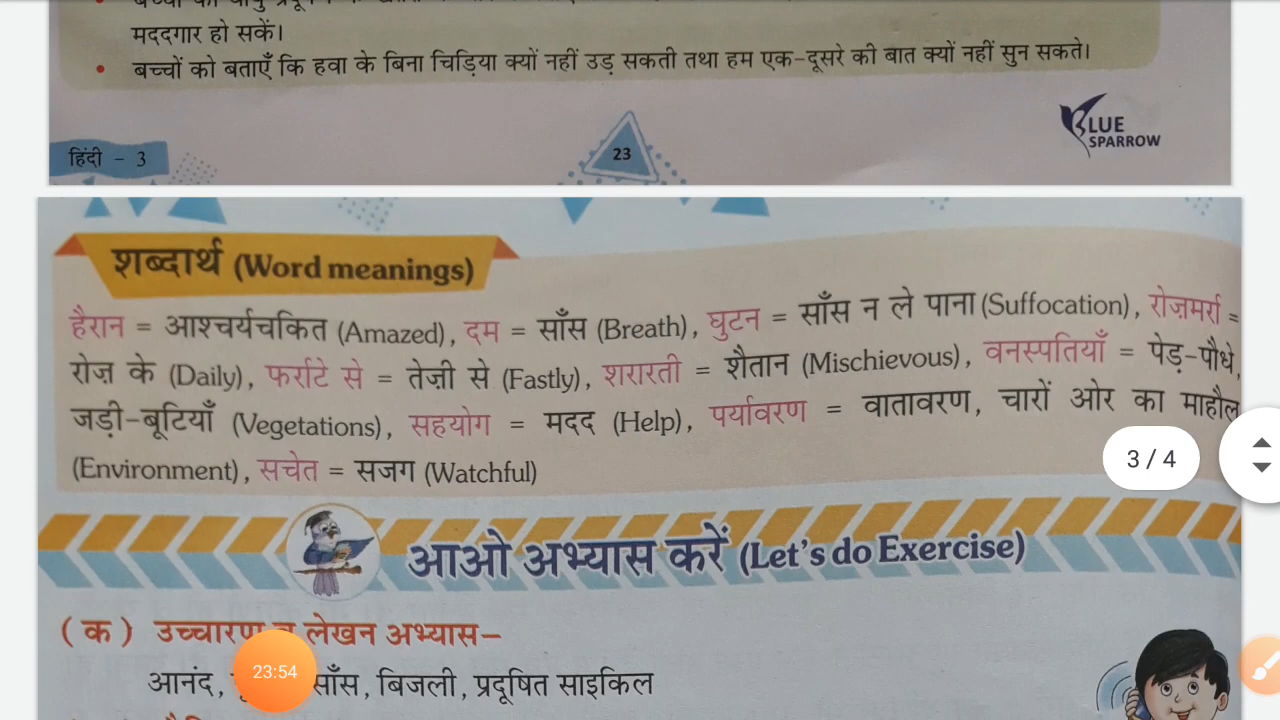 मददगार हो सकें।
• बच्चों को बताएँ कि हवा के बिना चिड़िया क्यों नहीं उड़ सकती तथा हम एक-दूसरे की बात क्यों नहीं सुन सकते।
BLUE
SPARROW
हिंदी - 3
23
शब्दार्थ (Word meanings)
हैरान = आश्चर्यचकित (Amazed), दम = साँस (Breath), घुटन = साँस न ले पाना (Suffocation), रोज़मर्रा =
रोज़ के (Daily), फर्राटे से = तेज़ी से (Fastly), शरारती = शैतान (Mischievous), वनस्पतियाँ = पेड़-पौधे,
जड़ी-बूटियाँ (Vegetations), सहयोग = मदद (Help), पर्यावरण = वातावरण, चारों ओर का माहौल
(Environment), सचेत = सजग (Watchful)
3 / 4
आओ अभ्यास करें (Let's do Exercise)
(क) उच्चारण व लेखन अभ्यास-
23:54
आनंद, साँस, बिजली, प्रदूषित साइकिल